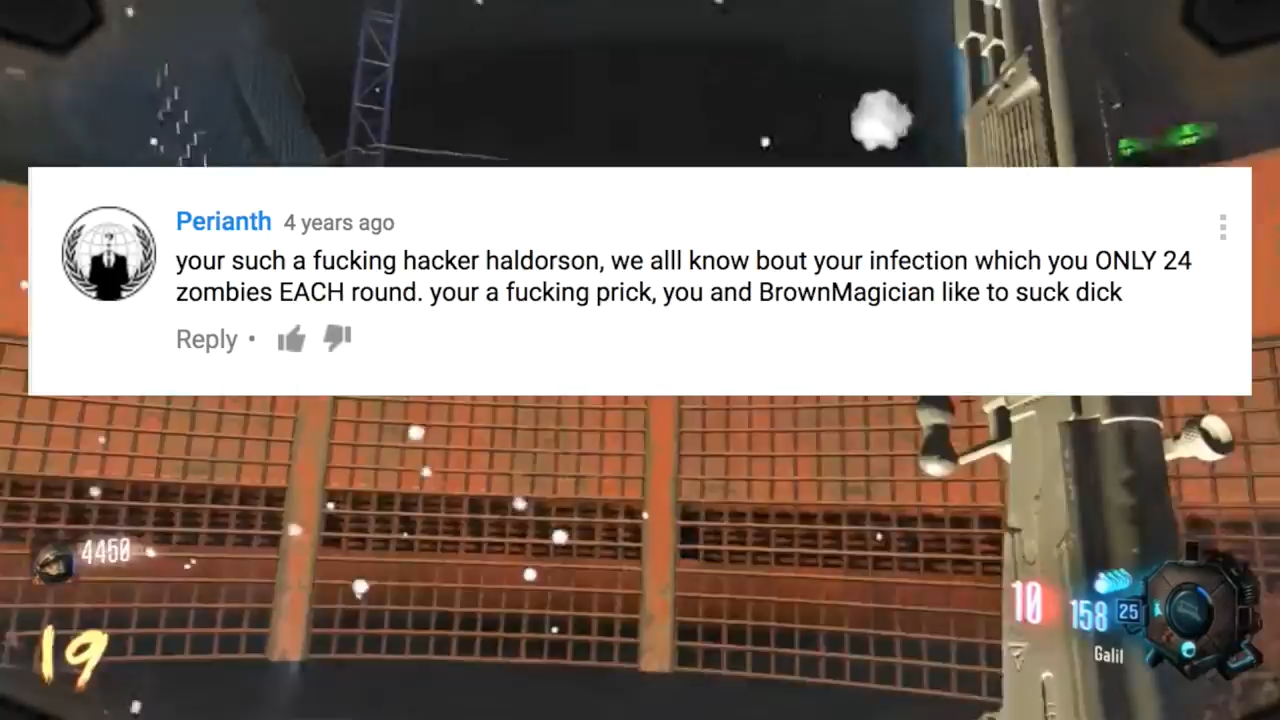 Perianth 4 years ago
your such a fucking hacker haldorson, we alll know bout your infection which you ONLY 24
zombies EACH round. your a fucking prick, you and BrownMagician like to suck dick
Reply •
4450
19
10 158 25
Galil